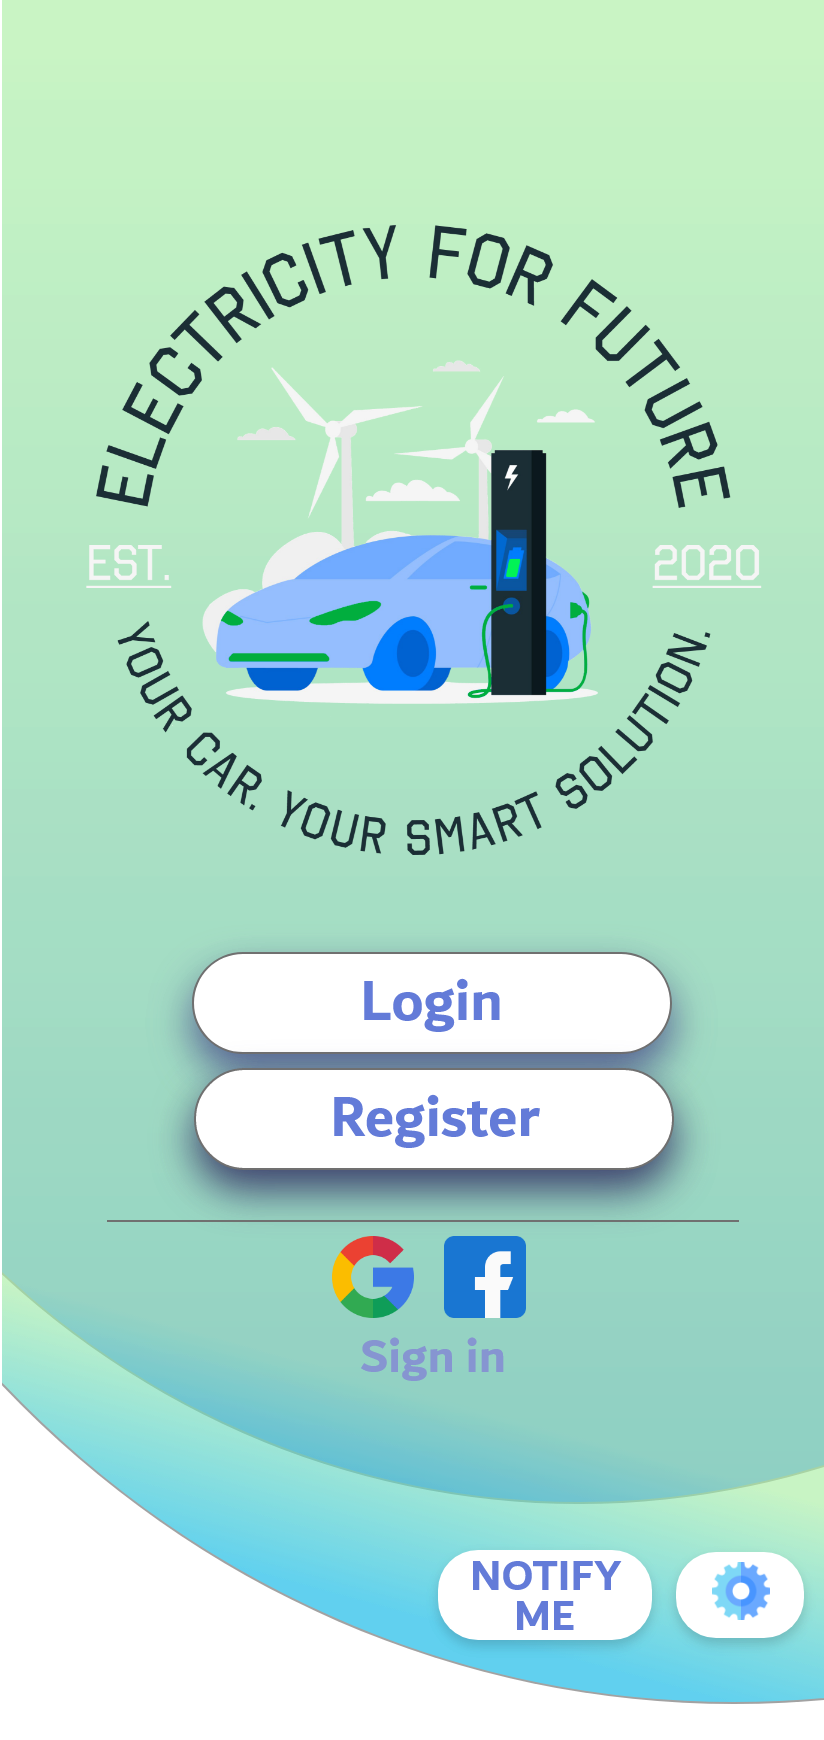 ELECTRICITY FOR FUTURE
EST. 2020
YOUR CAR. YOUR SMART SOLUTION.
Login
Register
Sign in
NOTIFY
ME